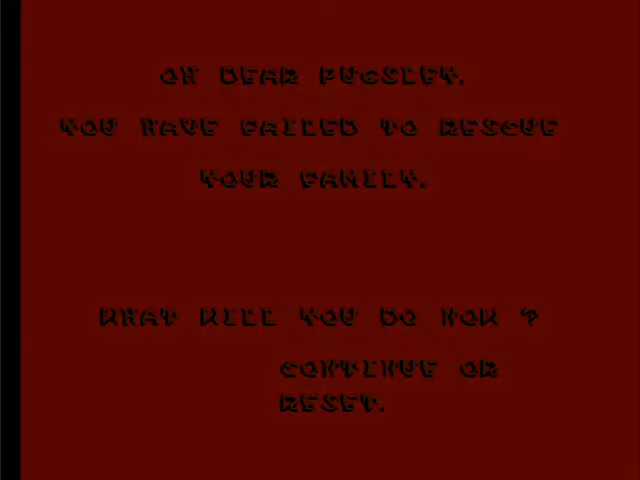 OH DEAR PUGSLEY.
YOU HAVE FAILED TO RESCUE
YOUR FAMILY.
WHAT WILL YOU DO NOW ?
CONTINUE OR
RESET.